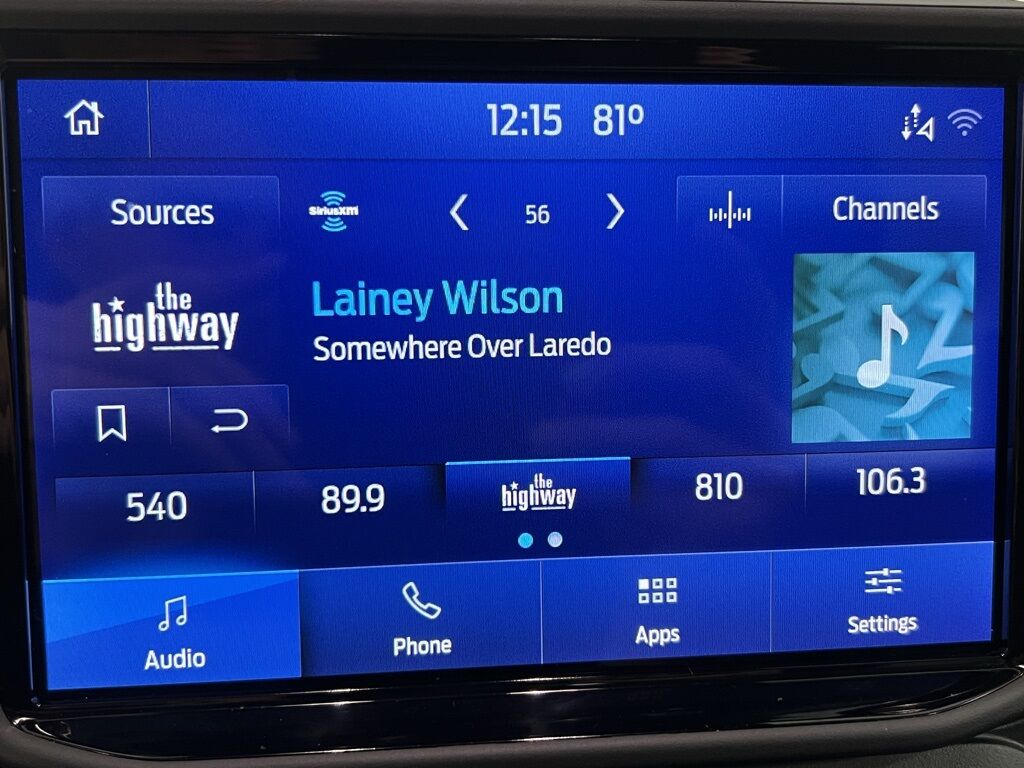 12:15 81°
Sources
SiriusXM
56
Channels
the
highway
Lainey Wilson
Somewhere Over Laredo
540
89.9
the
highway
810
106.3
Audio
Phone
Apps
Settings